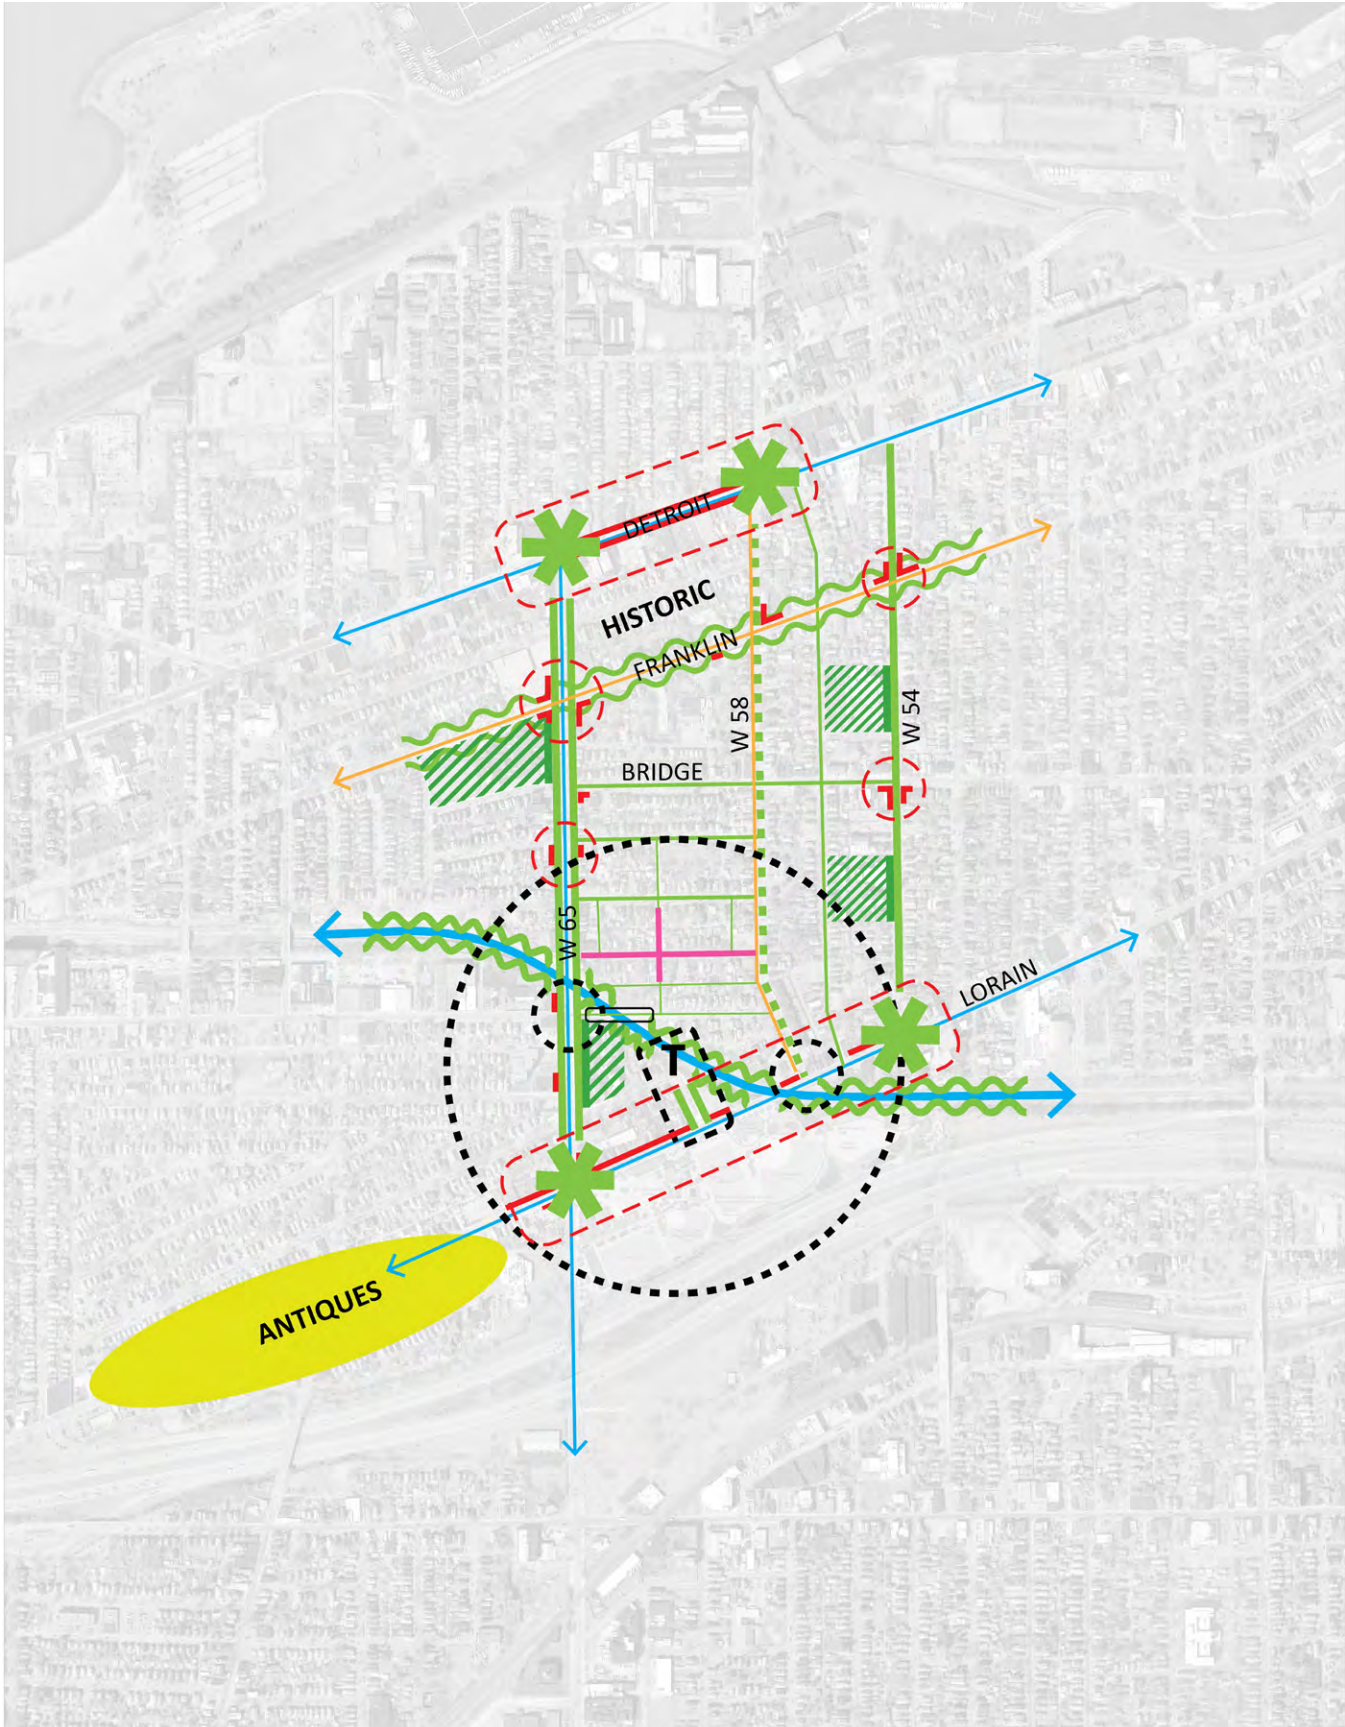 DETROIT
HISTORIC
FRANKLIN
W 58
W 54
BRIDGE
W 65
LORAIN
T
ANTIQUES